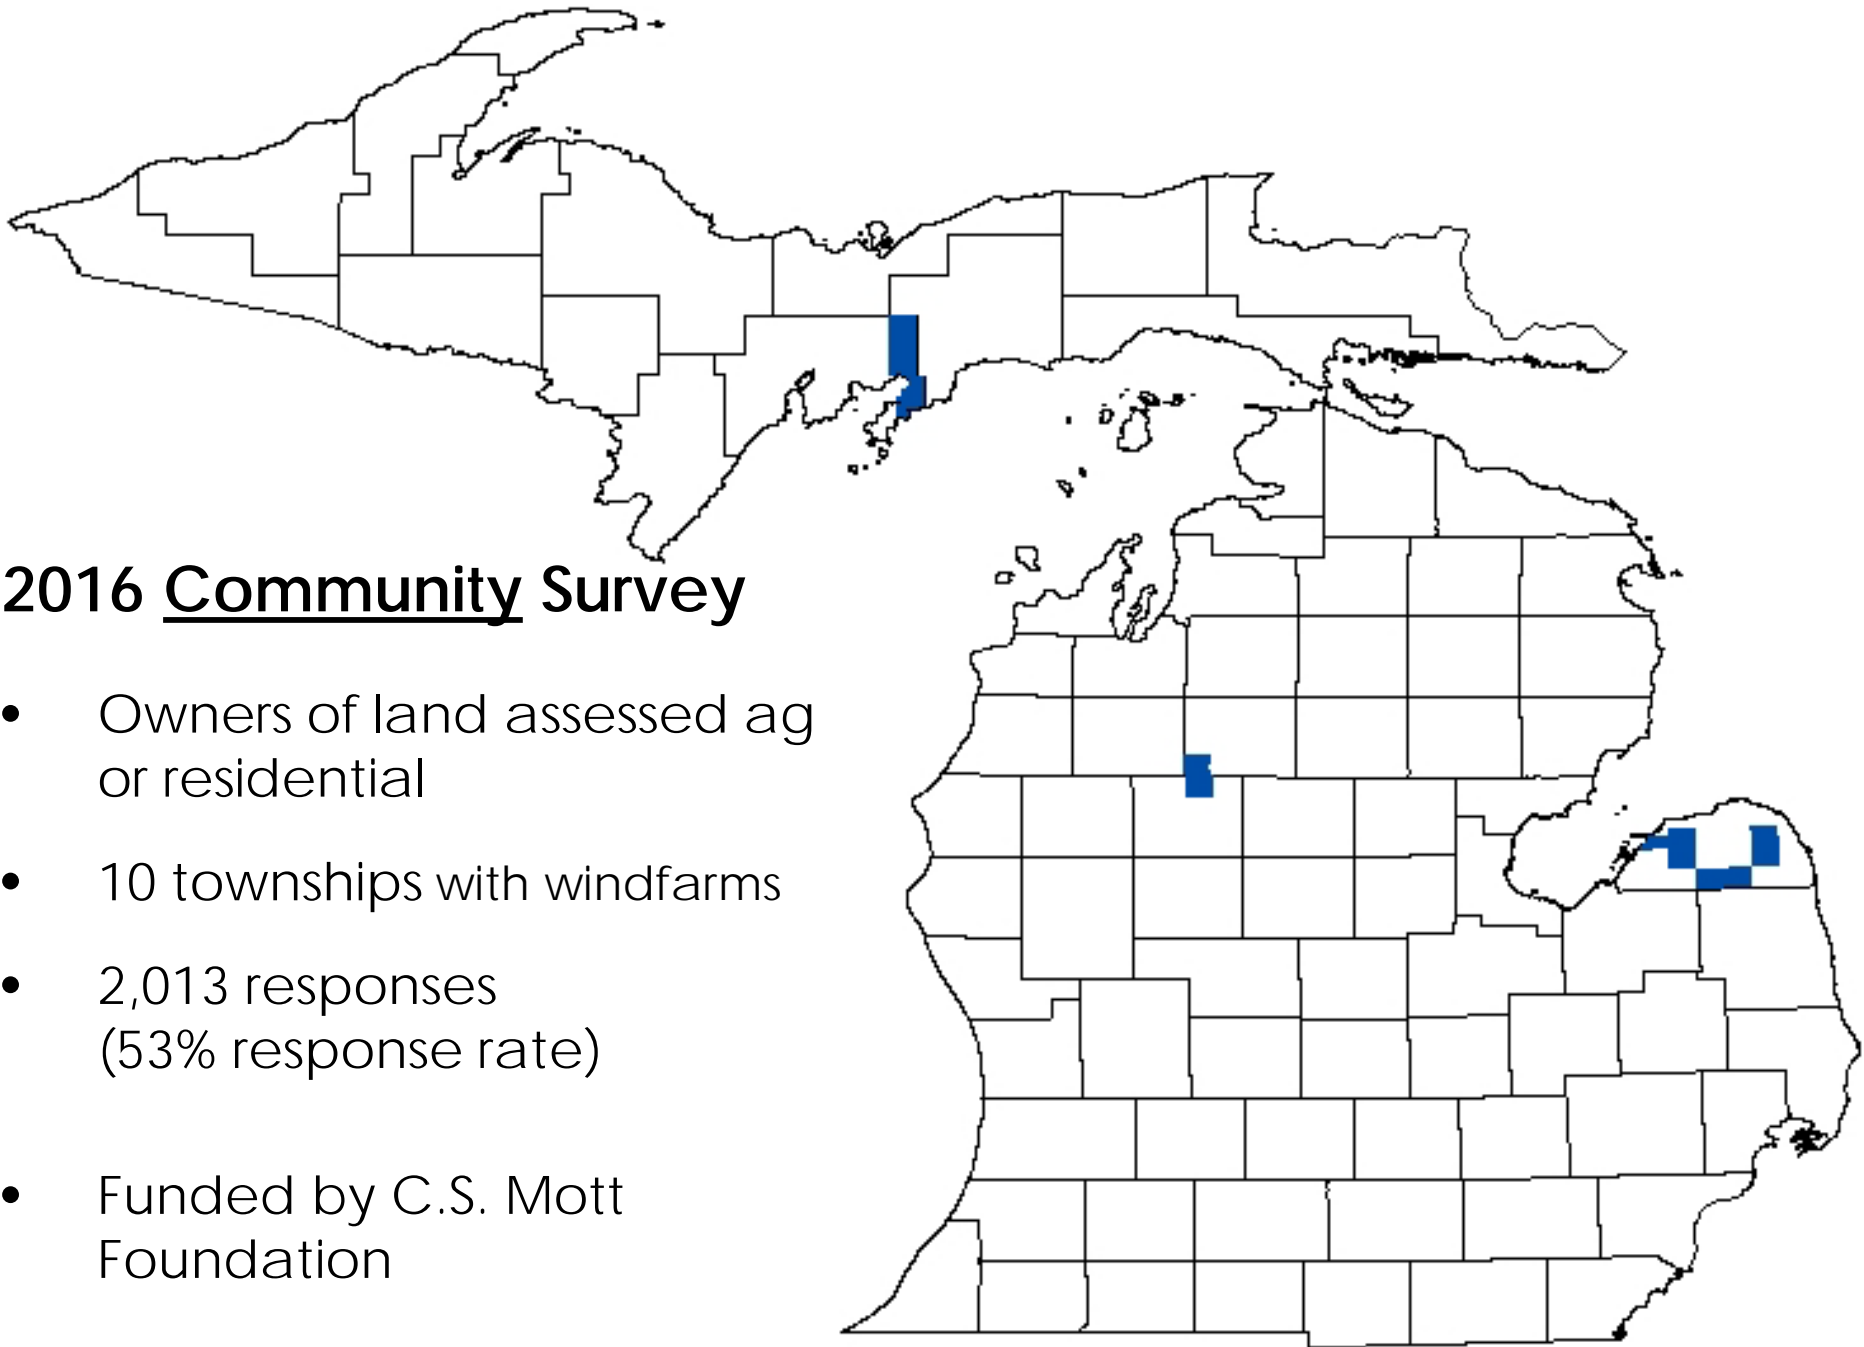 2016 Community Survey
• Owners of land assessed ag
or residential
• 10 townships with windfarms
• 2,013 responses
(53% response rate)
• Funded by C.S. Mott
Foundation